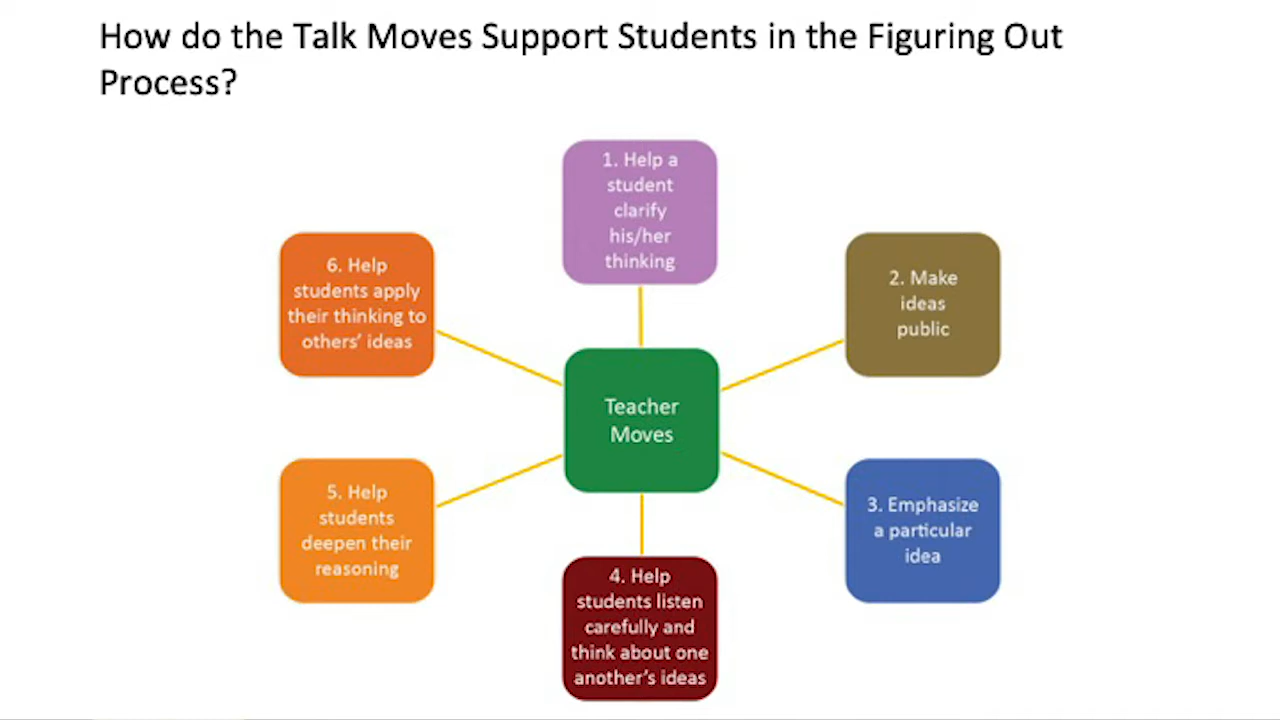 How do the Talk Moves Support Students in the Figuring Out
Process?
1. Help a
student
clarify
his/her
thinking
2. Make
ideas
public
3. Emphasize
a particular
idea
4. Help
students listen
carefully and
think about one
another's ideas
5. Help
students
deepen their
reasoning
6. Help
students apply
their thinking to
others' ideas
Teacher
Moves